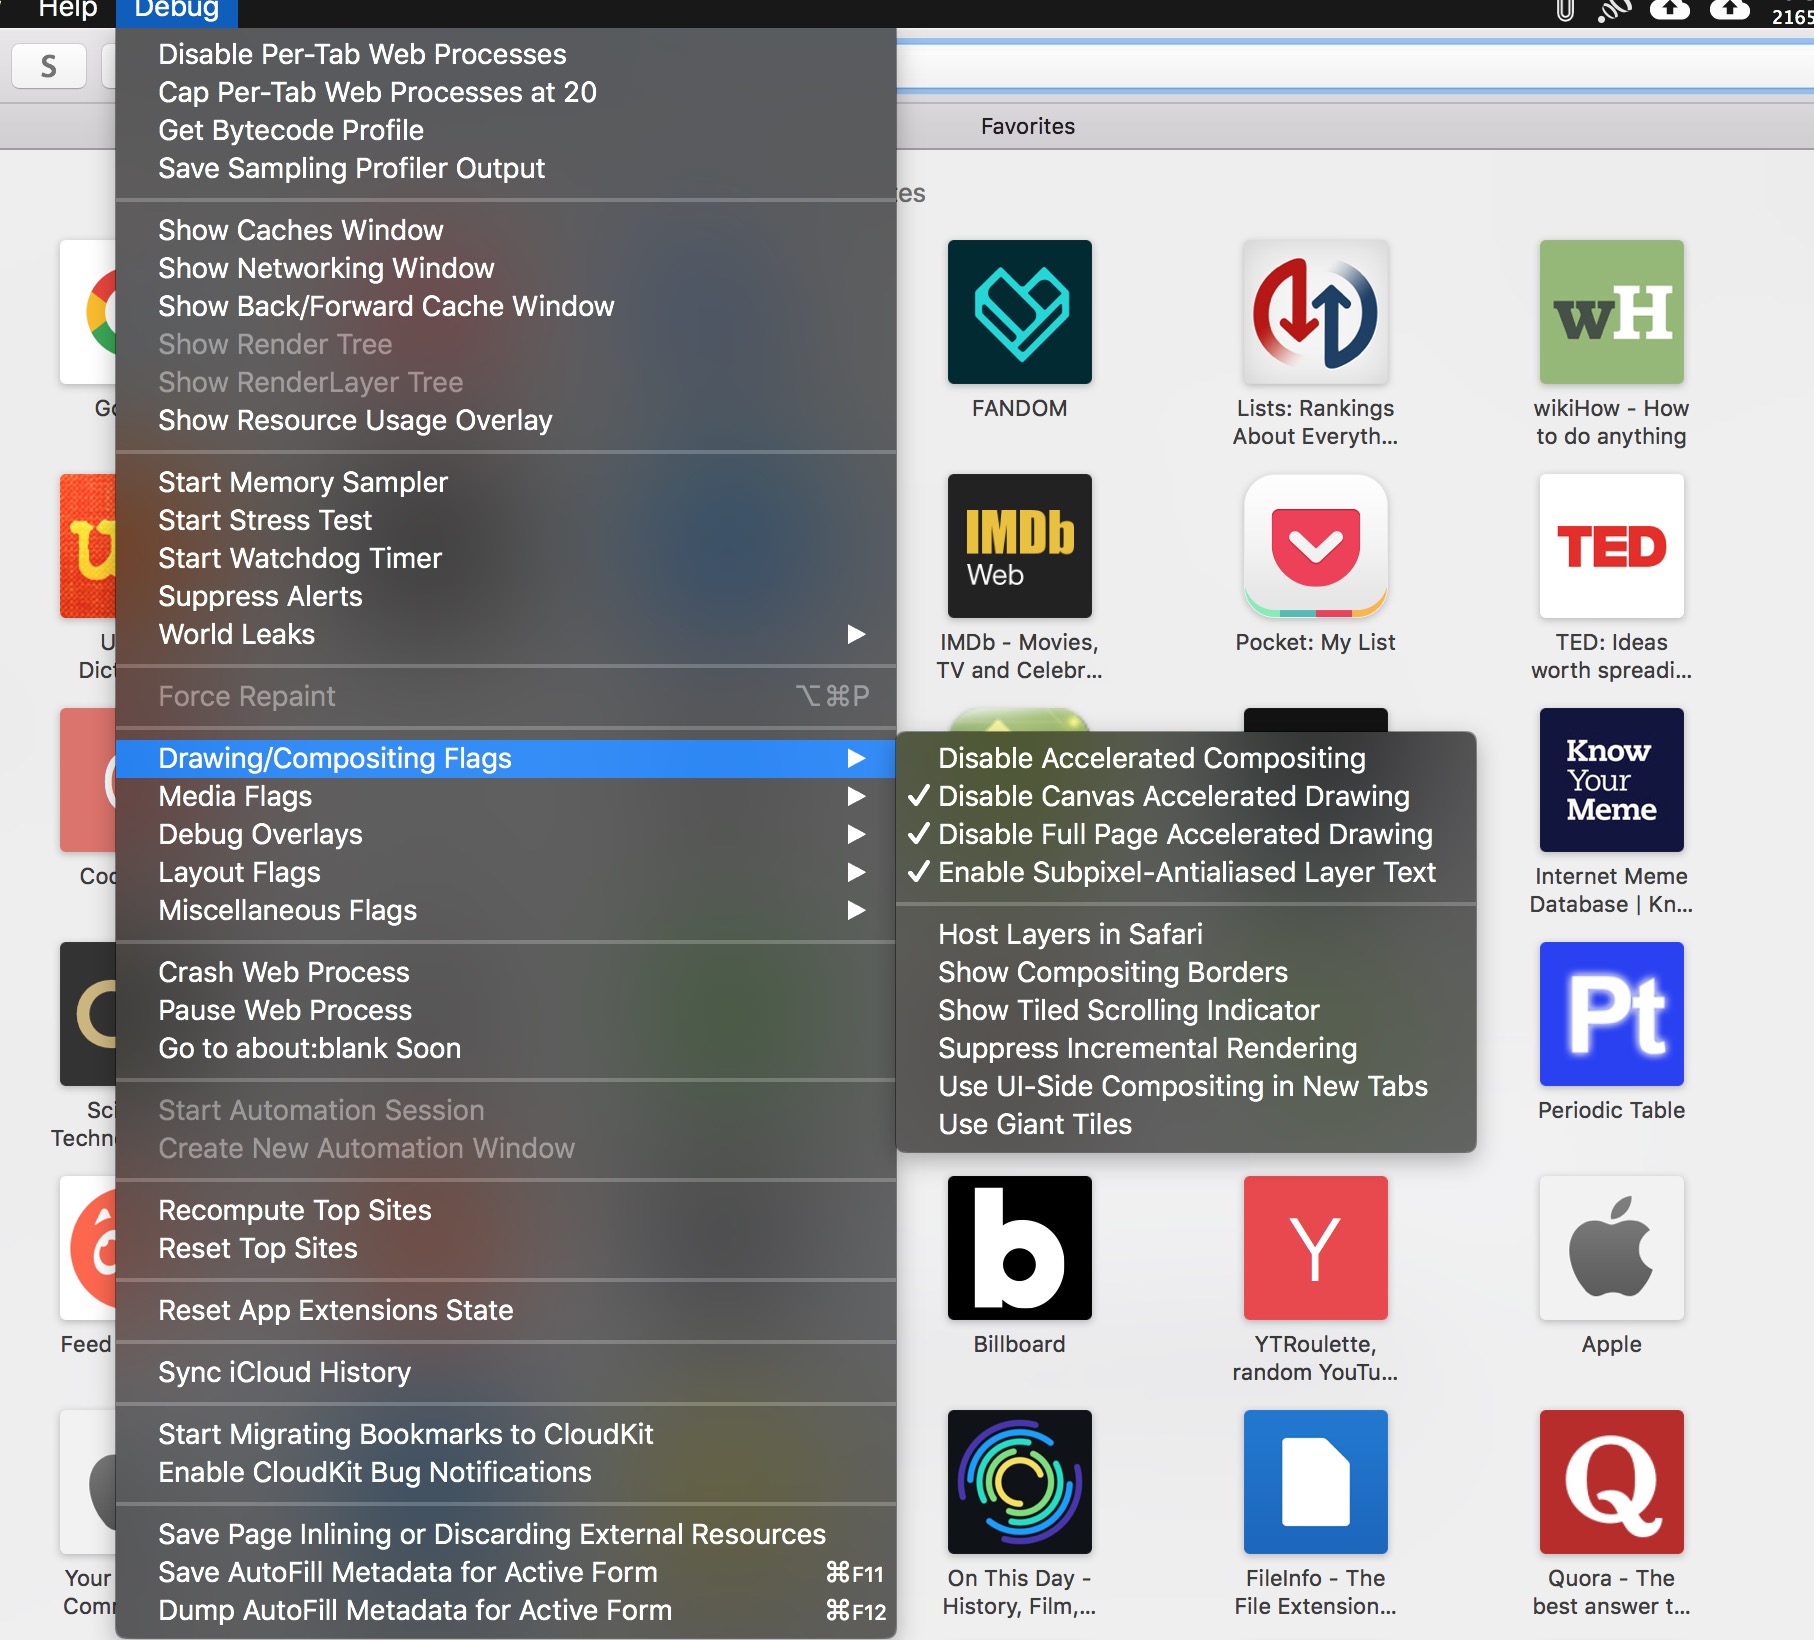 Help Debug
2165
S
Favorites
Disable Per-Tab Web Processes
Cap Per-Tab Web Processes at 20
Get Bytecode Profile
Save Sampling Profiler Output
Show Caches Window
Show Networking Window
Show Back/Forward Cache Window
Show Render Tree
Show RenderLayer Tree
Show Resource Usage Overlay
Start Memory Sampler
Start Stress Test
Start Watchdog Timer
Suppress Alerts
World Leaks
Force Repaint ⌥⌘P
Drawing/Compositing Flags
Media Flags
Debug Overlays
Layout Flags
Miscellaneous Flags
Crash Web Process
Pause Web Process
Go to about:blank Soon
Start Automation Session
Create New Automation Window
Recompute Top Sites
Reset Top Sites
Reset App Extensions State
Sync iCloud History
Start Migrating Bookmarks to CloudKit
Enable CloudKit Bug Notifications
Save Page Inlining or Discarding External Resources
Save AutoFill Metadata for Active Form ⌘F11
Dump AutoFill Metadata for Active Form ⌘F12
Disable Accelerated Compositing
✓ Disable Canvas Accelerated Drawing
✓ Disable Full Page Accelerated Drawing
✓ Enable Subpixel-Antialiased Layer Text
Host Layers in Safari
Show Compositing Borders
Show Tiled Scrolling Indicator
Suppress Incremental Rendering
Use UI-Side Compositing in New Tabs
Use Giant Tiles
tes
Go
U
Dict
Coc
Sci
Techn
Feed
Your
Com
wH
FANDOM
Lists: Rankings
About Everyth...
wikiHow - How
to do anything
IMDb
Web
TED
IMDb - Movies,
TV and Celebr...
Pocket: My List
TED: Ideas
worth spreadi...
Know
Your
Meme
Internet Meme
Database | Kn...
Pt
Periodic Table
b
Y
Billboard
YTRoulette,
random YouTu...
Apple
Q
On This Day -
History, Film,...
FileInfo - The
File Extension...
Quora - The
best answer t...